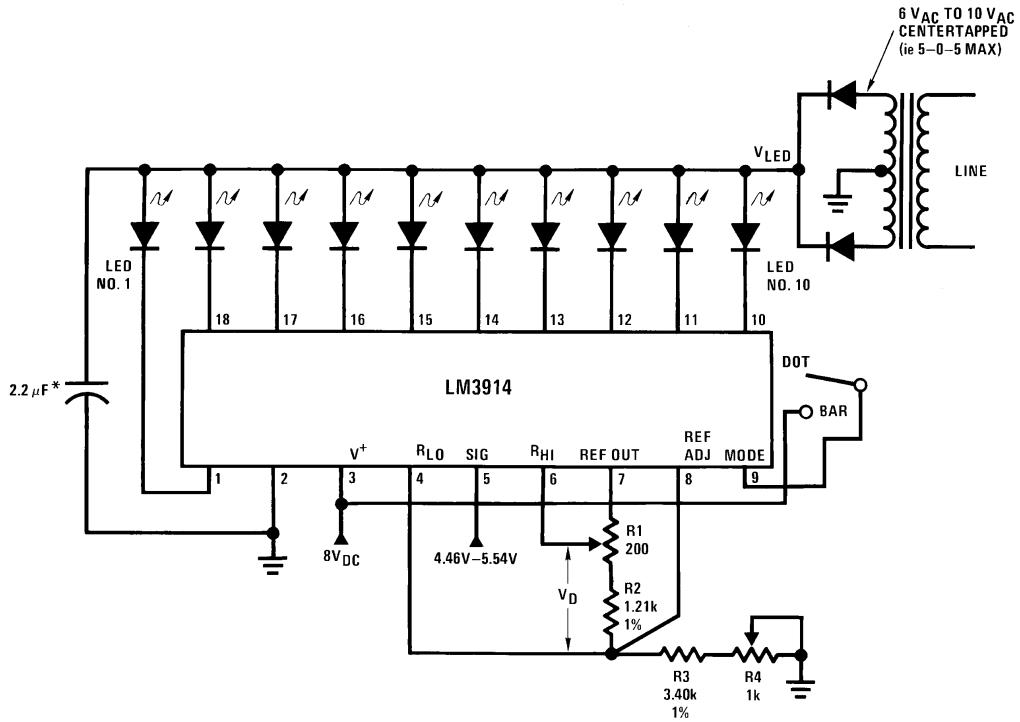 6 VAC TO 10 VAC
CENTERTAPPED
(ie 5–0–5 MAX)
VLED
LINE
LED
NO. 1
LED
NO. 10
18
17
16
15
14
13
12
11
10
2.2 μF*
LM3914
DOT
BAR
V+
RLO
SIG
RHI
REF OUT
REF
ADJ
MODE
1
2
3
4
5
6
7
8
9
8VDC
4.46V–5.54V
R1
200
VD
R2
1.21k
1%
R3
3.40k
1%
R4
1k